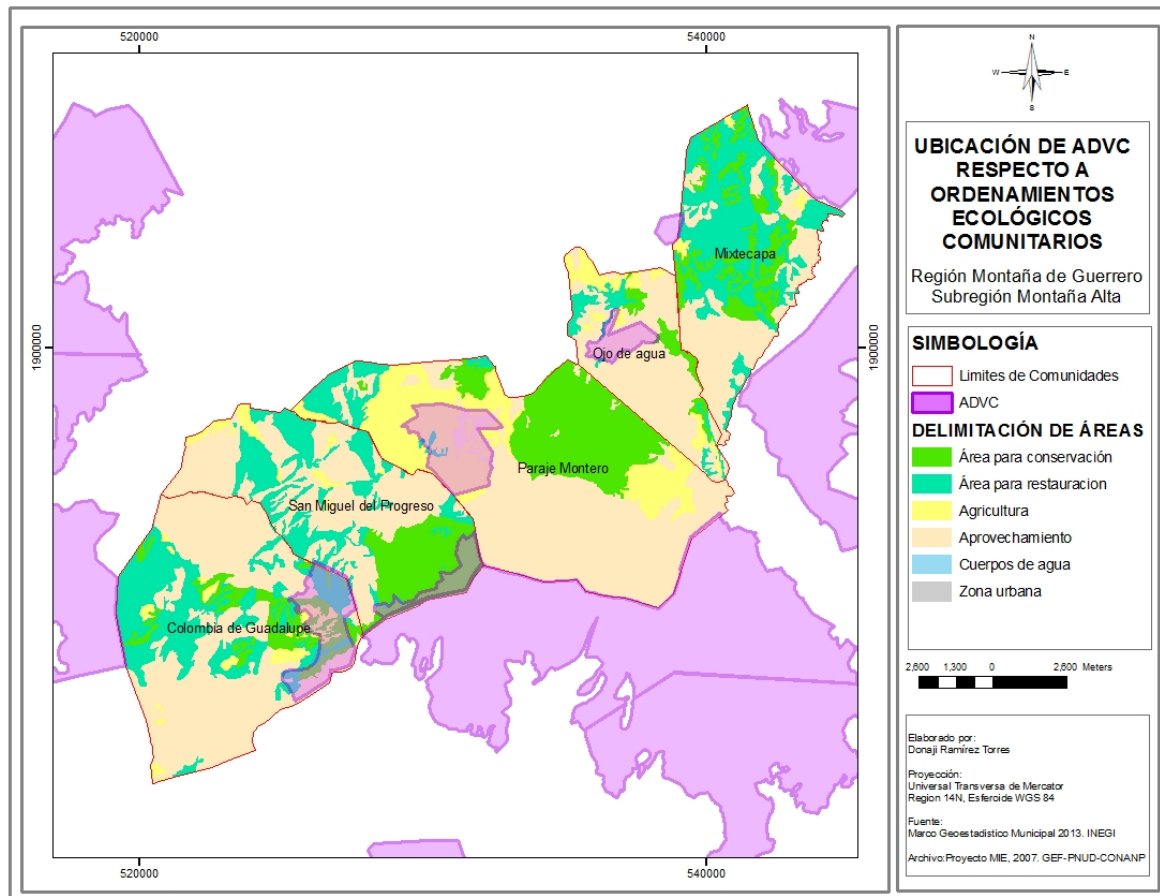 520000
540000
1900000
1900000
Mixtecapa
Ojo de agua
Paraje Montero
San Miguel del Progreso
Colombia de Guadalupe
520000
540000
N
W
E
S
UBICACIÓN DE ADVC
RESPECTO A
ORDENAMIENTOS
ECOLÓGICOS
COMUNITARIOS
Región Montaña de Guerrero
Subregión Montaña Alta
SIMBOLOGÍA
Limites de Comunidades
ADVC
DELIMITACIÓN DE ÁREAS
Área para conservación
Área para restauracion
Agricultura
Aprovechamiento
Cuerpos de agua
Zona urbana
2,600 1,300 0 2,600 Meters
Elaborado por:
Donaji Ramírez Torres
Proyección:
Universal Transversa de Mercator
Region 14N, Esferoide WGS 84
Fuente:
Marco Geoestadistico Municipal 2013. INEGI
Archivo:Proyecto MIE, 2007. GEF-PNUD-CONANP